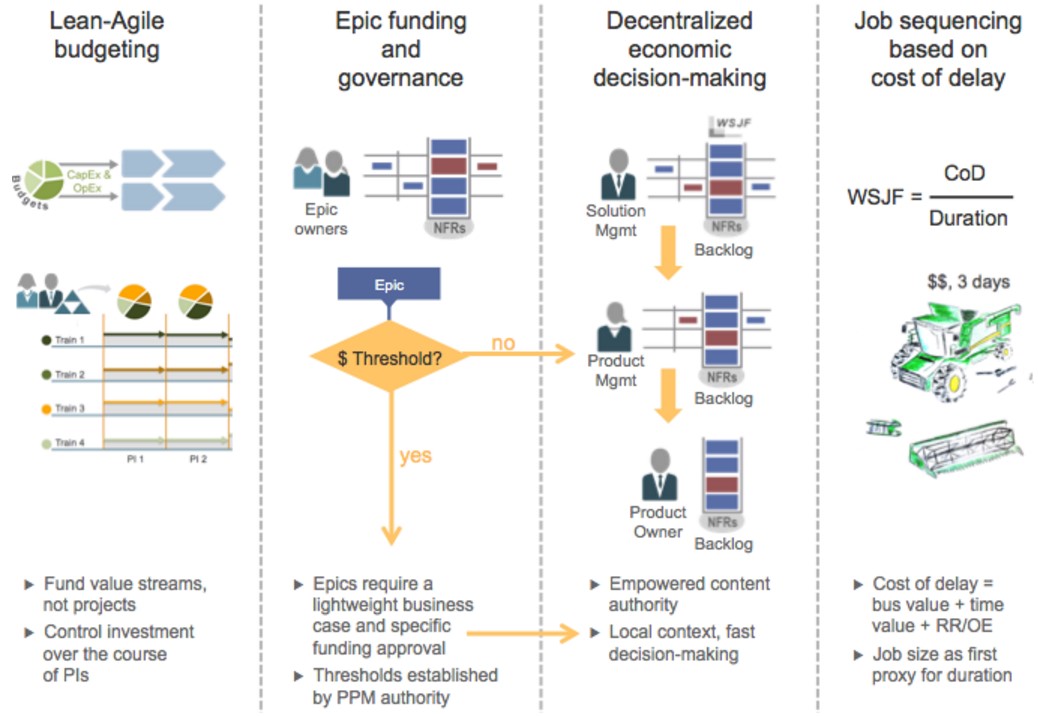 Lean-Agile
budgeting
Budgets
CapEx &
OpEx
Train 1
Train 2
Train 3
Train 4
PI 1
PI 2
▸ Fund value streams,
not projects
▸ Control investment
over the course
of PIs
Epic funding
and
governance
Epic
owners
NFRs
Epic
$ Threshold?
no
yes
▸ Epics require a
lightweight business
case and specific
funding approval
▸ Thresholds established
by PPM authority
Decentralized
economic
decision-making
WSJF
Solution
Mgmt
NFRs
Backlog
Product
Mgmt
NFRs
Backlog
Product
Owner
NFRs
Backlog
▸ Empowered content
authority
▸ Local context, fast
decision-making
Job sequencing
based on
cost of delay
WSJF = CoD
Duration
$$, 3 days
▸ Cost of delay =
bus value + time
value + RR/OE
▸ Job size as first
proxy for duration